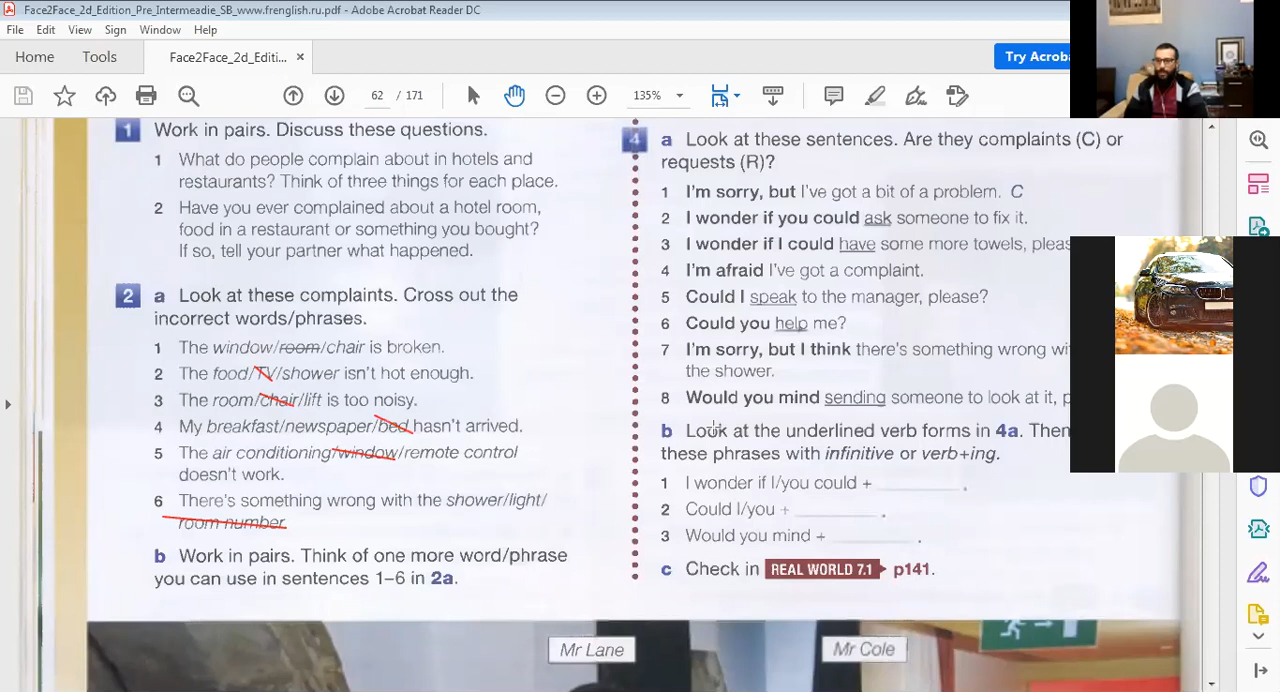 Face2Face_2d_Edition_Pre_Intermeadie_SB_www.frenglish.ru.pdf - Adobe Acrobat Reader DC
File Edit View Sign Window Help
Home Tools Face2Face_2d_Editi... × Try Acroba
62 / 171 135%
1 Work in pairs. Discuss these questions.
1 What do people complain about in hotels and
restaurants? Think of three things for each place.
2 Have you ever complained about a hotel room,
food in a restaurant or something you bought?
If so, tell your partner what happened.
2 a Look at these complaints. Cross out the
incorrect words/phrases.
1 The window/room/chair is broken.
2 The food/TV/shower isn't hot enough.
3 The room/chair/lift is too noisy.
4 My breakfast/newspaper/bed hasn't arrived.
5 The air conditioning/window/remote control
doesn't work.
6 There's something wrong with the shower/light/
room number.
b Work in pairs. Think of one more word/phrase
you can use in sentences 1–6 in 2a.
4 a Look at these sentences. Are they complaints (C) or
requests (R)?
1 I'm sorry, but I've got a bit of a problem. C
2 I wonder if you could ask someone to fix it.
3 I wonder if I could have some more towels, pleas
4 I'm afraid I've got a complaint.
5 Could I speak to the manager, please?
6 Could you help me?
7 I'm sorry, but I think there's something wrong wi
the shower.
8 Would you mind sending someone to look at it, p
b Look at the underlined verb forms in 4a. Then
these phrases with infinitive or verb+ing.
1 I wonder if I/you could + ________ .
2 Could I/you + ________ .
3 Would you mind + ________ .
c Check in REAL WORLD 7.1 p141.
Mr Lane
Mr Cole